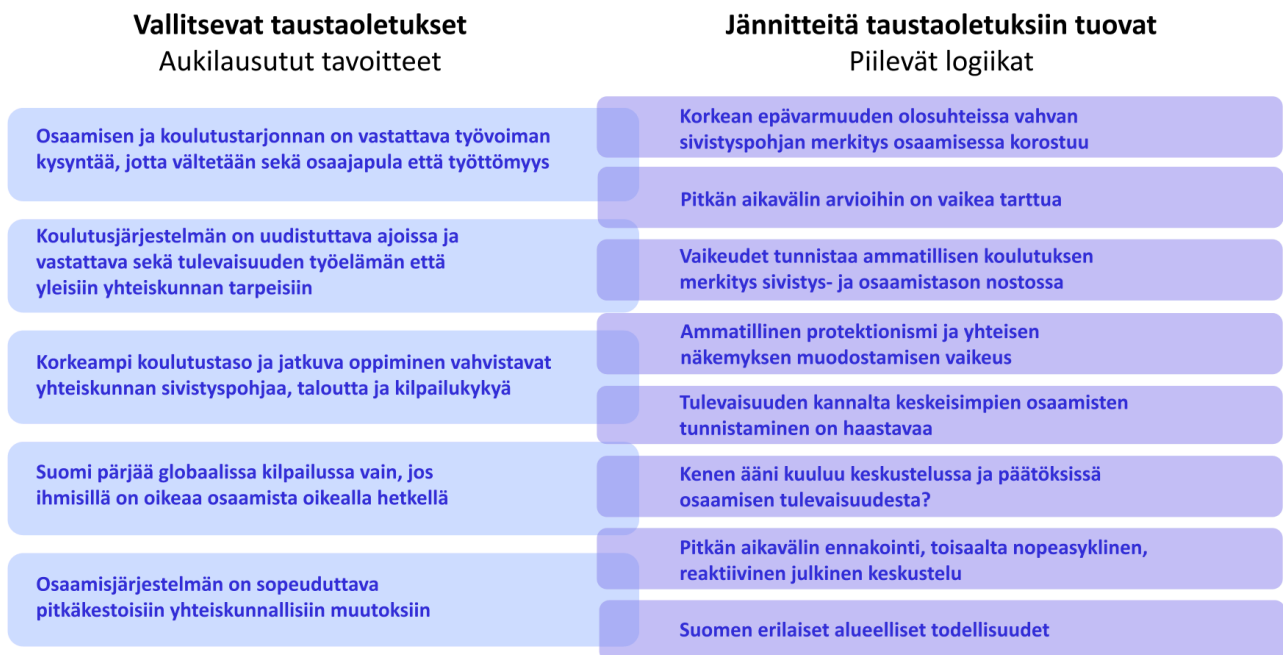 Vallitsevat taustaoletukset
Aukilausutut tavoitteet
Osaamisen ja koulutustarjonnan on vastattava työvoiman
kysyntää, jotta vältetään sekä osaajapula että työttömyys
Koulutusjärjestelmän on uudistuttava ajoissa ja
vastattava sekä tulevaisuuden työelämän että
yleisiin yhteiskunnan tarpeisiin
Korkeampi koulutustaso ja jatkuva oppiminen vahvistavat
yhteiskunnan sivistyspohjaa, taloutta ja kilpailukykyä
Suomi pärjää globaalissa kilpailussa vain, jos
ihmisillä on oikeaa osaamista oikealla hetkellä
Osaamisjärjestelmän on sopeuduttava
pitkäkestoisiin yhteiskunnallisiin muutoksiin
Jännitteitä taustaoletuksiin tuovat
Piilevät logiikat
Korkean epävarmuuden olosuhteissa vahvan
sivistyspohjan merkitys osaamisessa korostuu
Pitkän aikavälin arvioihin on vaikea tarttua
Vaikeudet tunnistaa ammatillisen koulutuksen
merkitys sivistys- ja osaamistason nostossa
Ammatillinen protektionismi ja yhteisen
näkemyksen muodostamisen vaikeus
Tulevaisuuden kannalta keskeisimpien osaamisten
tunnistaminen on haastavaa
Kenen ääni kuuluu keskustelussa ja päätöksissä
osaamisen tulevaisuudesta?
Pitkän aikavälin ennakointi, toisaalta nopeasyklinen,
reaktiivinen julkinen keskustelu
Suomen erilaiset alueelliset todellisuudet